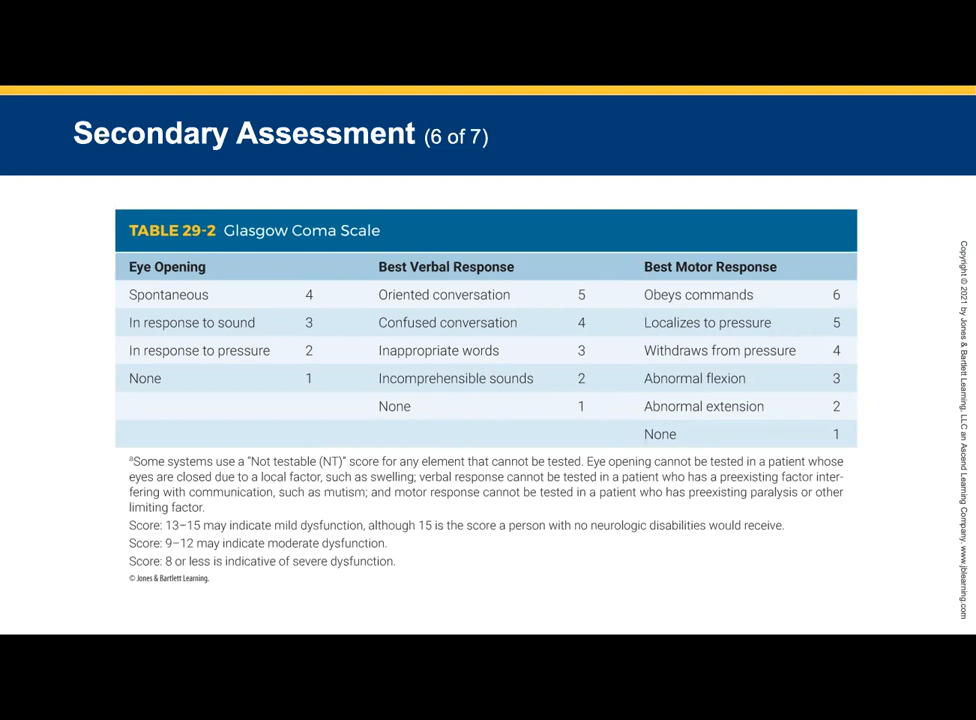 Secondary Assessment (6 of 7)
TABLE 29-2 Glasgow Coma Scale
Eye Opening Best Verbal Response Best Motor Response
Spontaneous 4 Oriented conversation 5 Obeys commands 6
In response to sound 3 Confused conversation 4 Localizes to pressure 5
In response to pressure 2 Inappropriate words 3 Withdraws from pressure 4
None 1 Incomprehensible sounds 2 Abnormal flexion 3
None 1 Abnormal extension 2
None 1
ᵃSome systems use a "Not testable (NT)" score for any element that cannot be tested. Eye opening cannot be tested in a patient whose
eyes are closed due to a local factor, such as swelling; verbal response cannot be tested in a patient who has a preexisting factor inter-
fering with communication, such as mutism; and motor response cannot be tested in a patient who has preexisting paralysis or other
limiting factor.
Score: 13–15 may indicate mild dysfunction, although 15 is the score a person with no neurologic disabilities would receive.
Score: 9–12 may indicate moderate dysfunction.
Score: 8 or less is indicative of severe dysfunction.
© Jones & Bartlett Learning.
Copyright © 2021 by Jones & Bartlett Learning, LLC an Ascend Learning Company. www.jblearning.com